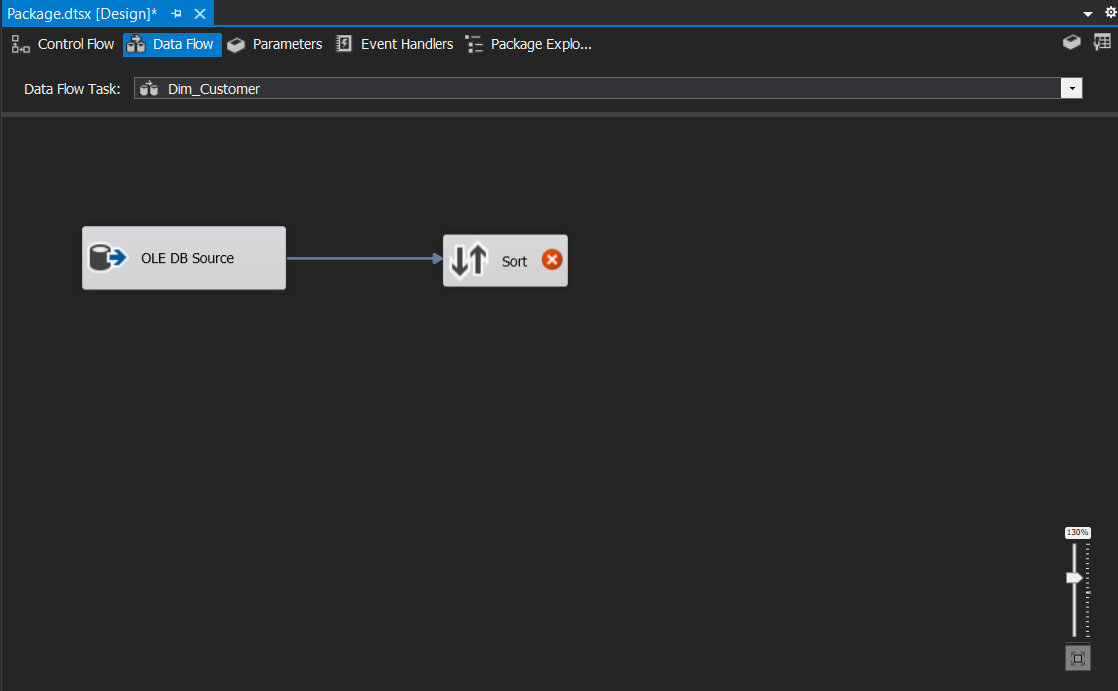 Package.dtsx [Design]*
Control Flow Data Flow Parameters Event Handlers Package Explo...
Data Flow Task: Dim_Customer
OLE DB Source
Sort
130%